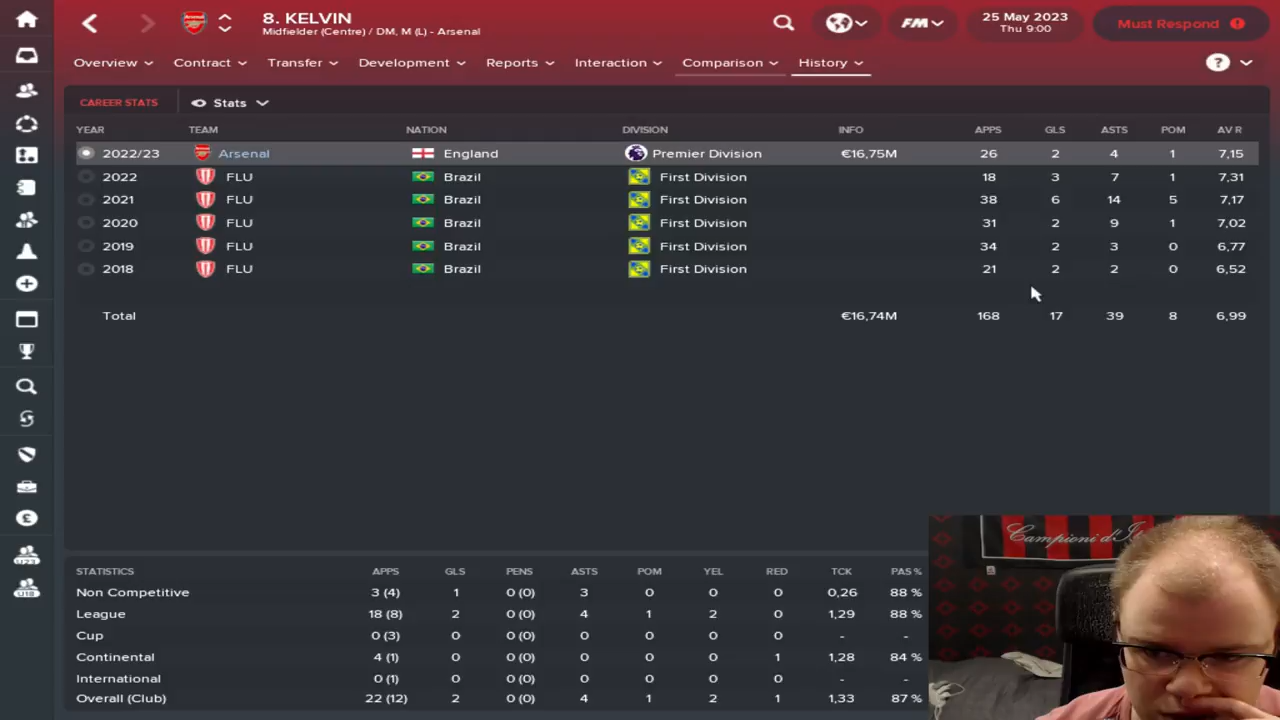 8. KELVIN
Midfielder (Centre) / DM, M (L) - Arsenal
FM
25 May 2023
Thu 9:00
Must Respond
Overview Contract Transfer Development Reports Interaction Comparison History
CAREER STATS Stats
YEAR TEAM NATION DIVISION INFO APPS GLS ASTS POM AV R
2022/23 Arsenal England Premier Division €16,75M 26 2 4 1 7,15
2022 FLU Brazil First Division 18 3 7 1 7,31
2021 FLU Brazil First Division 38 6 14 5 7,17
2020 FLU Brazil First Division 31 2 9 1 7,02
2019 FLU Brazil First Division 34 2 3 0 6,77
2018 FLU Brazil First Division 21 2 2 0 6,52
Total €16,74M 168 17 39 8 6,99
STATISTICS APPS GLS PENS ASTS POM YEL RED TCK PAS %
Non Competitive 3 (4) 1 0 (0) 3 0 0 0 0,26 88 %
League 18 (8) 2 0 (0) 4 1 2 0 1,29 88 %
Cup 0 (3) 0 0 (0) 0 0 0 0 - -
Continental 4 (1) 0 0 (0) 0 0 0 1 1,28 84 %
International 0 (1) 0 0 (0) 0 0 0 0 - -
Overall (Club) 22 (12) 2 0 (0) 4 1 2 1 1,33 87 %
U23
U18
Campioni